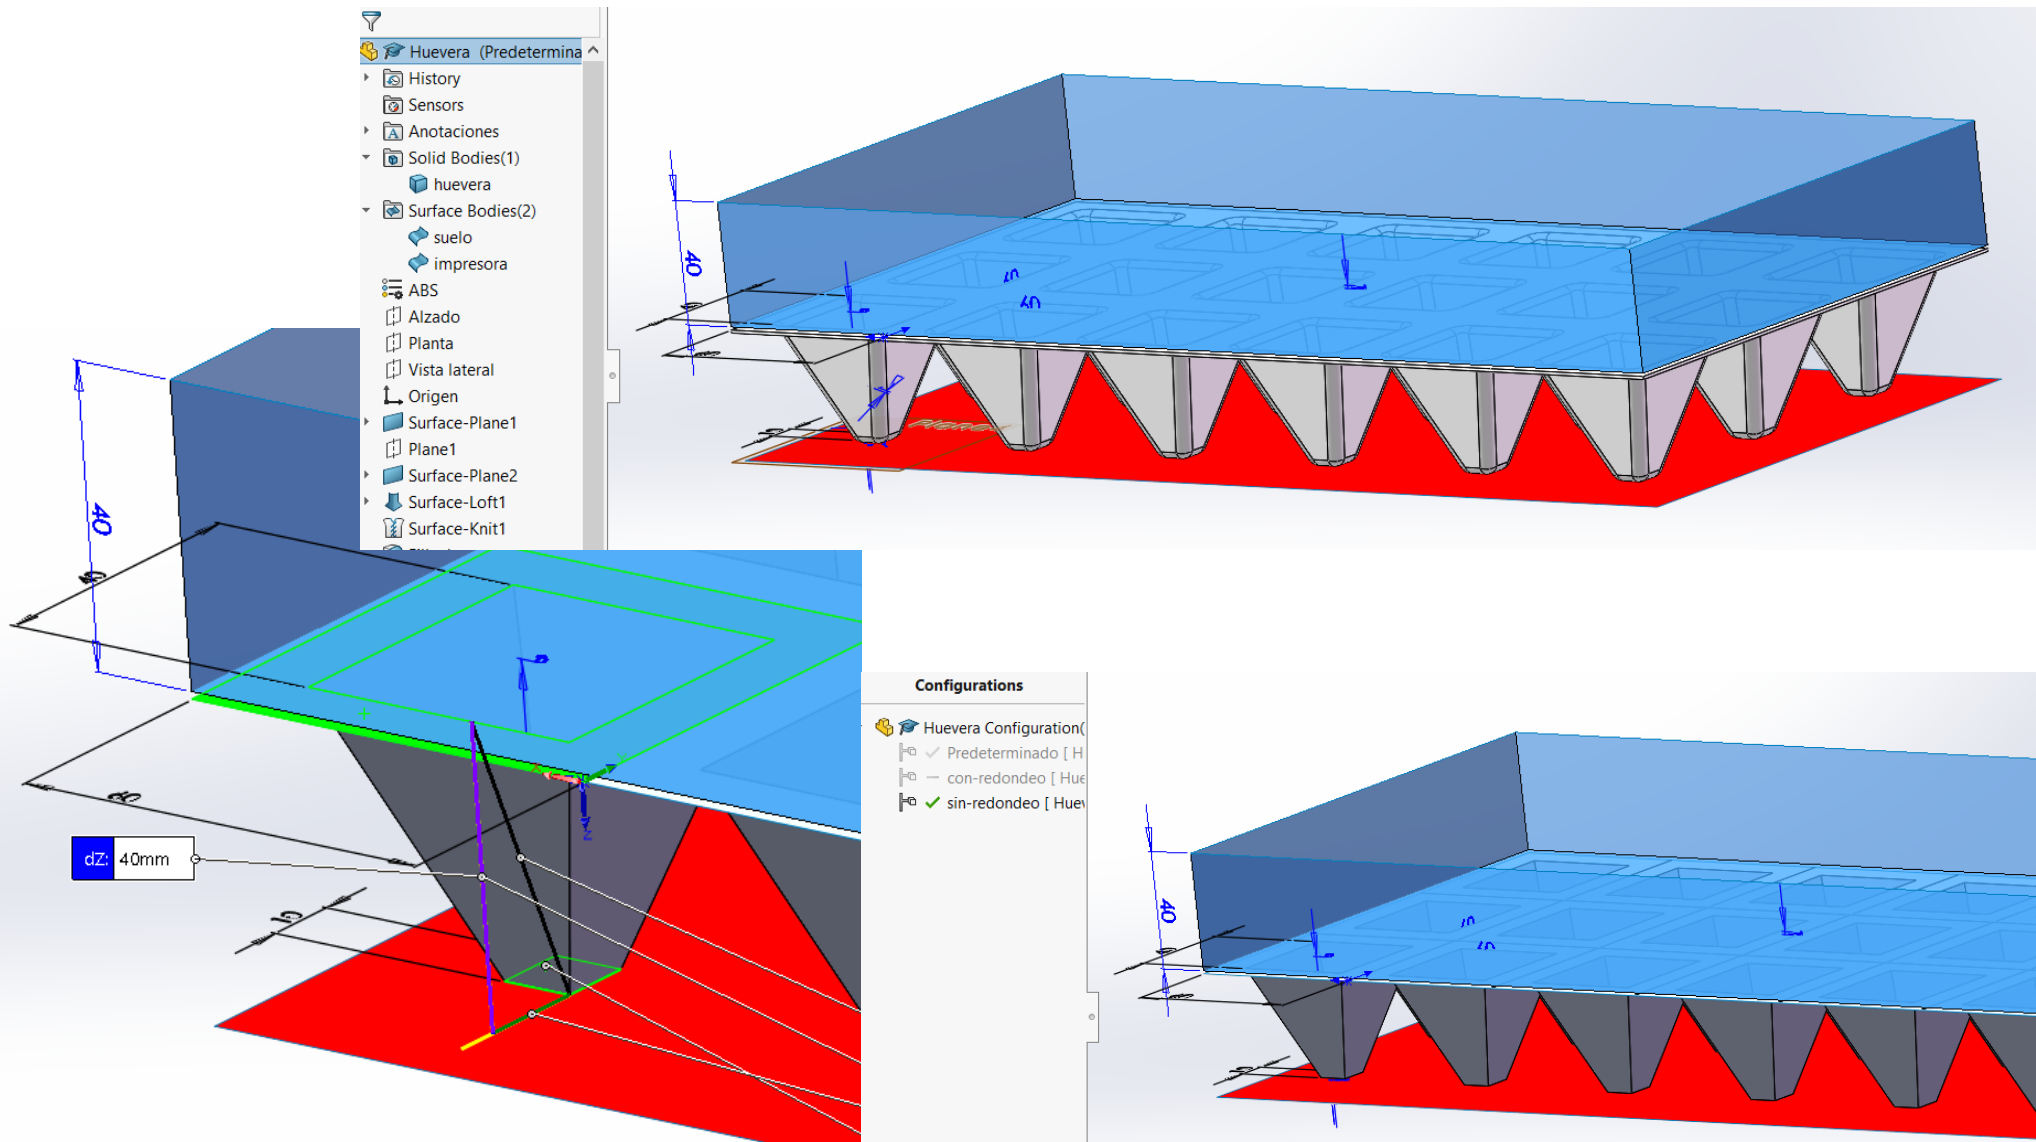 Huevera (Predetermina
History
Sensors
Anotaciones
Solid Bodies(1)
huevera
Surface Bodies(2)
suelo
impresora
ABS
Alzado
Planta
Vista lateral
Origen
Surface-Plane1
Plane1
Surface-Plane2
Surface-Loft1
Surface-Knit1
40
40
dZ: 40mm
Z
Configurations
Huevera Configuration(
Predeterminado [ H
con-redondeo [ Hue
sin-redondeo [ Huev
40